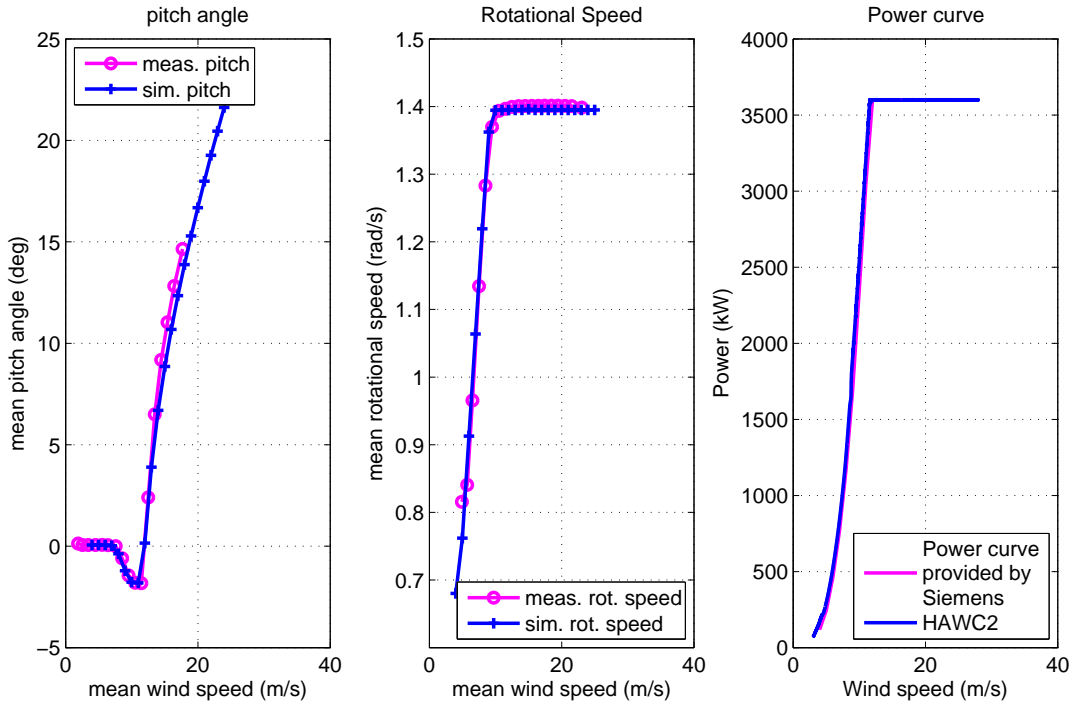 pitch angle
25
20
15
10
5
0
−5
0
20
40
mean pitch angle (deg)
mean wind speed (m/s)
meas. pitch
sim. pitch
Rotational Speed
1.5
1.4
1.3
1.2
1.1
1
0.9
0.8
0.7
0
20
40
mean rotational speed (rad/s)
mean wind speed (m/s)
meas. rot. speed
sim. rot. speed
Power curve
4000
3500
3000
2500
2000
1500
1000
500
0
0
20
40
Power (kW)
Wind speed (m/s)
Power curve
provided by
Siemens
HAWC2